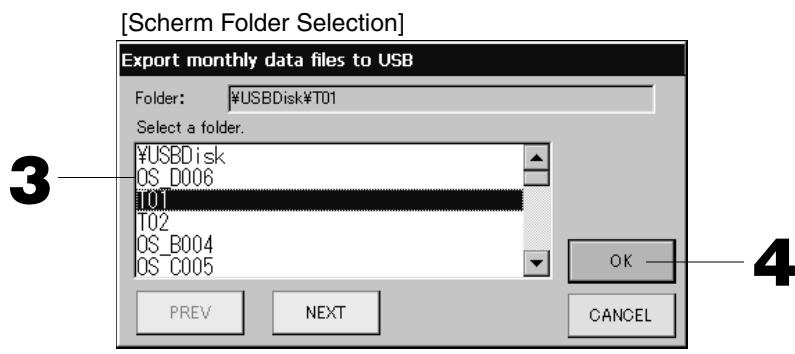 [Scherm Folder Selection]
Export monthly data files to USB
Folder: ¥USBDisk¥T01
Select a folder.
¥USBDisk
OS_D006
T01
T02
OS_B004
OS_C005
3
OK
4
PREV NEXT CANCEL